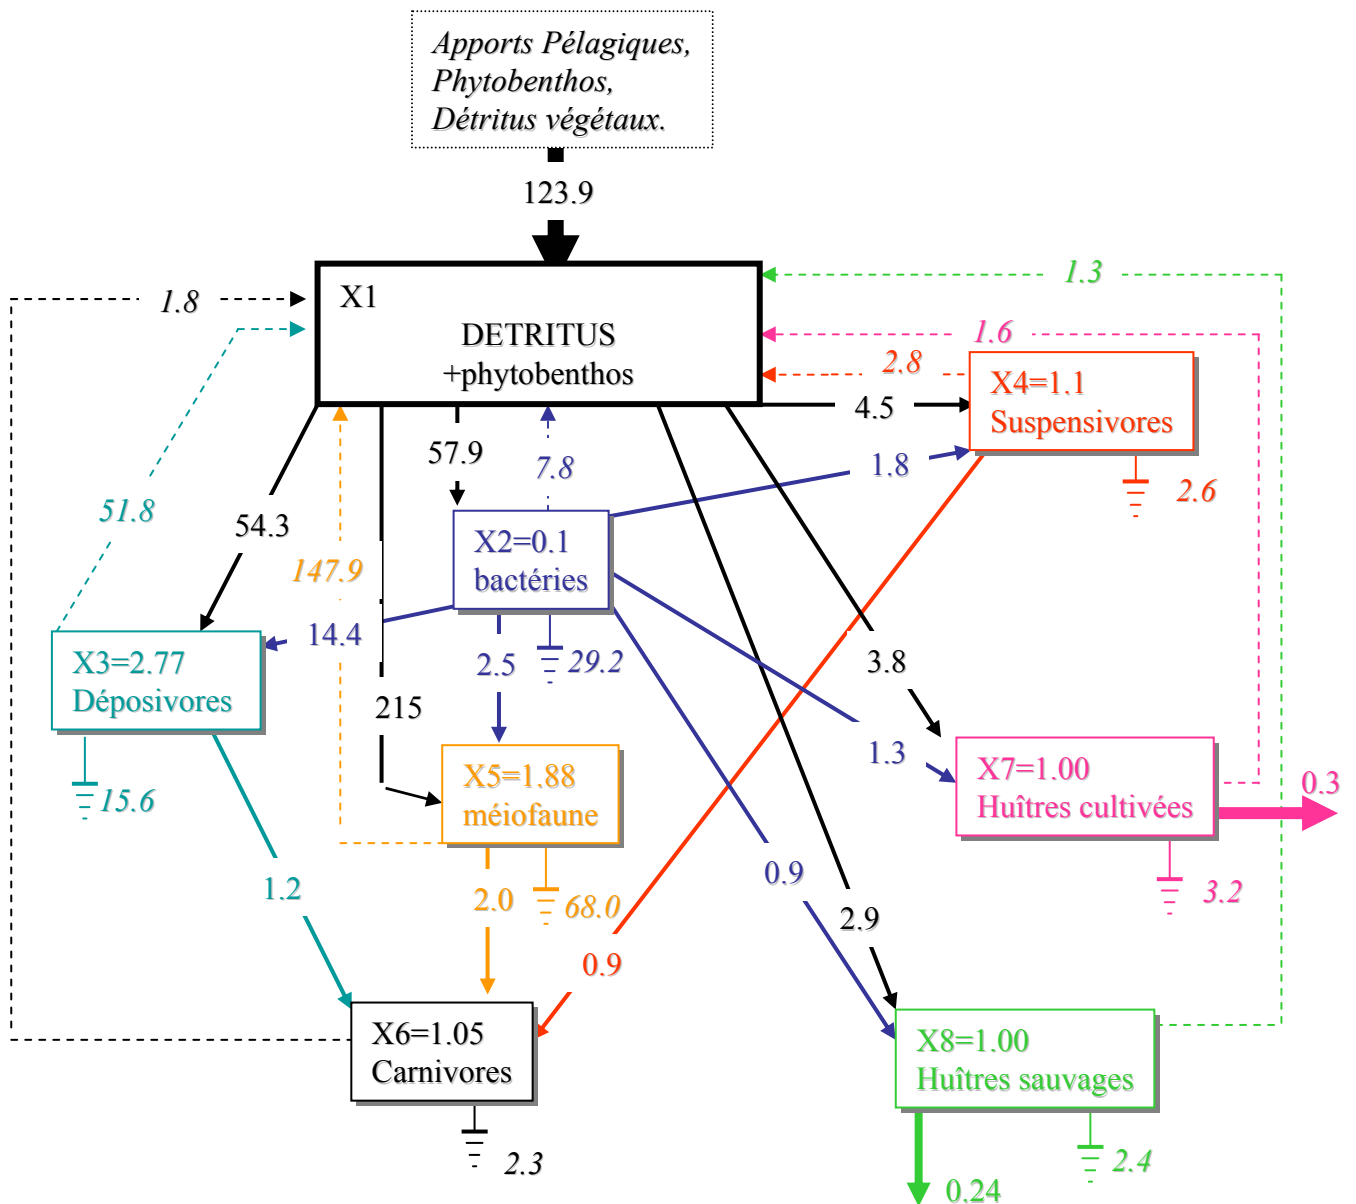 Apports Pélagiques,
Phytobenthos,
Détritus végétaux.
123.9
1.8
X1
DETRITUS
+phytobenthos
1.3
1.6
2.8
4.5
X4=1.1
Suspensivores
2.6
57.9
7.8
1.8
51.8
54.3
147.9
X2=0.1
bactéries
14.4
2.5
29.2
3.8
X3=2.77
Déposivores
215
1.3
15.6
X5=1.88
méiofaune
X7=1.00
Huîtres cultivées
0.3
3.2
1.2
2.0
68.0
0.9
2.9
0.9
X6=1.05
Carnivores
2.3
X8=1.00
Huîtres sauvages
2.4
0.24